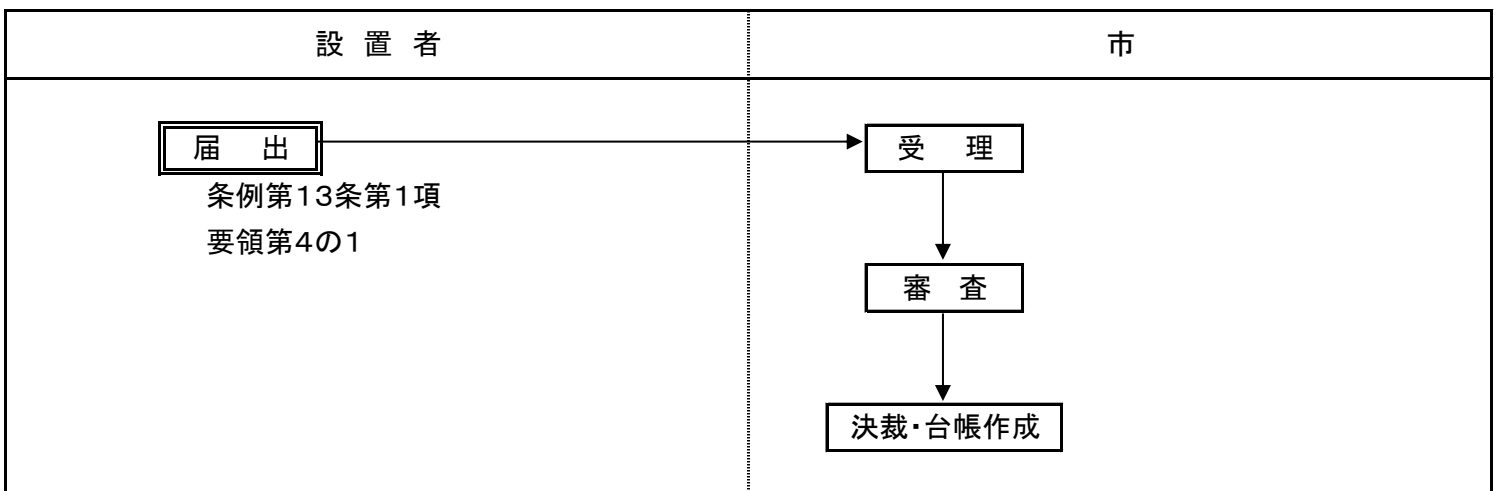 設 置 者
市
届 出
受 理
条例第13条第1項
要領第4の1
審 査
決裁・台帳作成